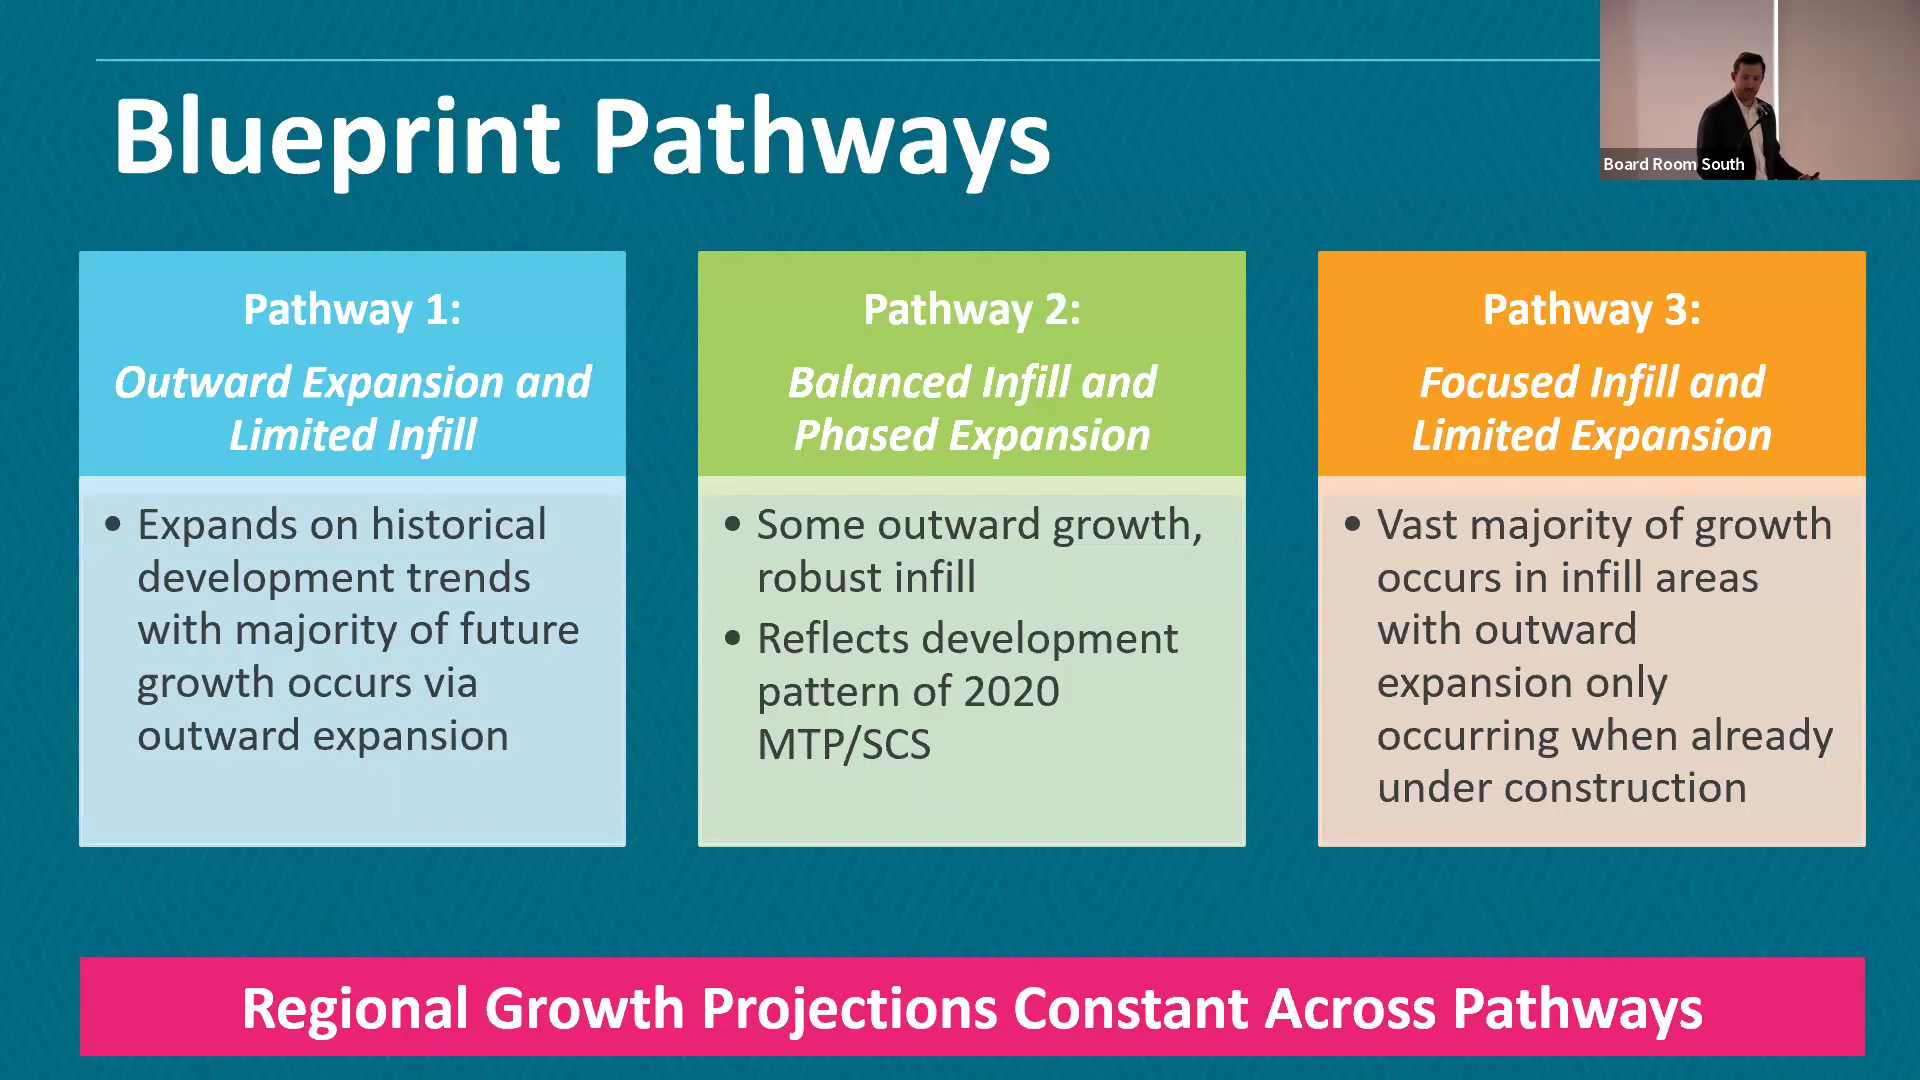 Blueprint Pathways
Board Room South
Pathway 1:
Outward Expansion and
Limited Infill
• Expands on historical
development trends
with majority of future
growth occurs via
outward expansion
Pathway 2:
Balanced Infill and
Phased Expansion
• Some outward growth,
robust infill
• Reflects development
pattern of 2020
MTP/SCS
Pathway 3:
Focused Infill and
Limited Expansion
• Vast majority of growth
occurs in infill areas
with outward
expansion only
occurring when already
under construction
Regional Growth Projections Constant Across Pathways